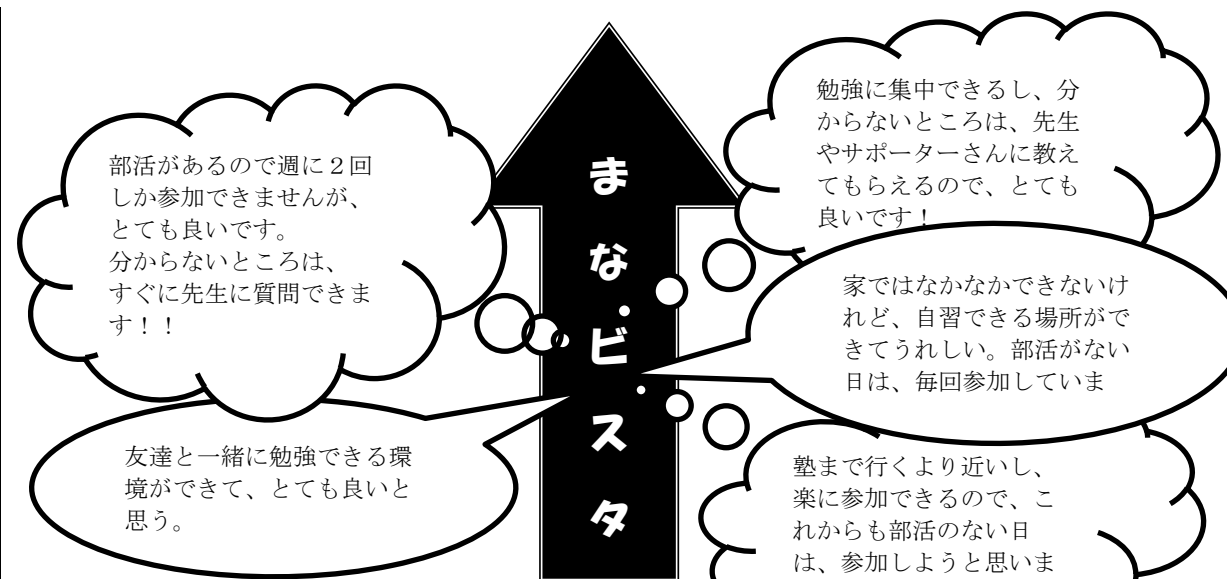 まなビスタ
部活があるので週に２回
しか参加できませんが、
とても良いです。
分からないところは、
すぐに先生に質問できま
す！！
友達と一緒に勉強できる環
境ができて、とても良いと
思う。
勉強に集中できるし、分
からないところは、先生
やサポーターさんに教え
てもらえるので、とても
良いです！
家ではなかなかできないけ
れど、自習できる場所がで
きてうれしい。部活がない
日は、毎回参加していま
塾まで行くより近いし、
楽に参加できるので、こ
れからも部活のない日
は、参加しようと思いま